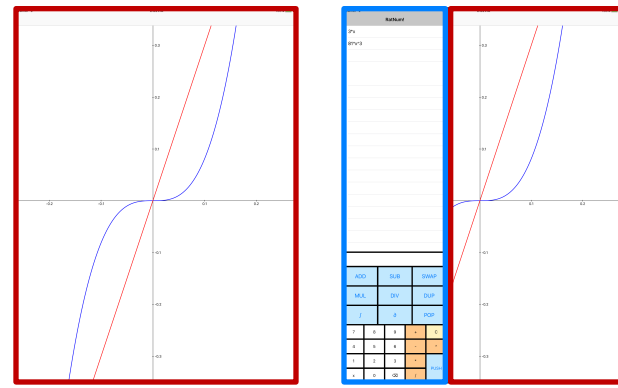 0.3
0.2
0.1
-0.2 -0.1 0.1 0.2
-0.1
-0.2
-0.3
RatNum!
3*x
ADD SUB SWAP
MUL DIV DUP
∫ POP
7 8 9 + C
4 5 6 -
1 2 3 * PUSH
0 ⌫ /
0.3
0.2
0.1
0.1 0.2
-0.1
-0.2
-0.3